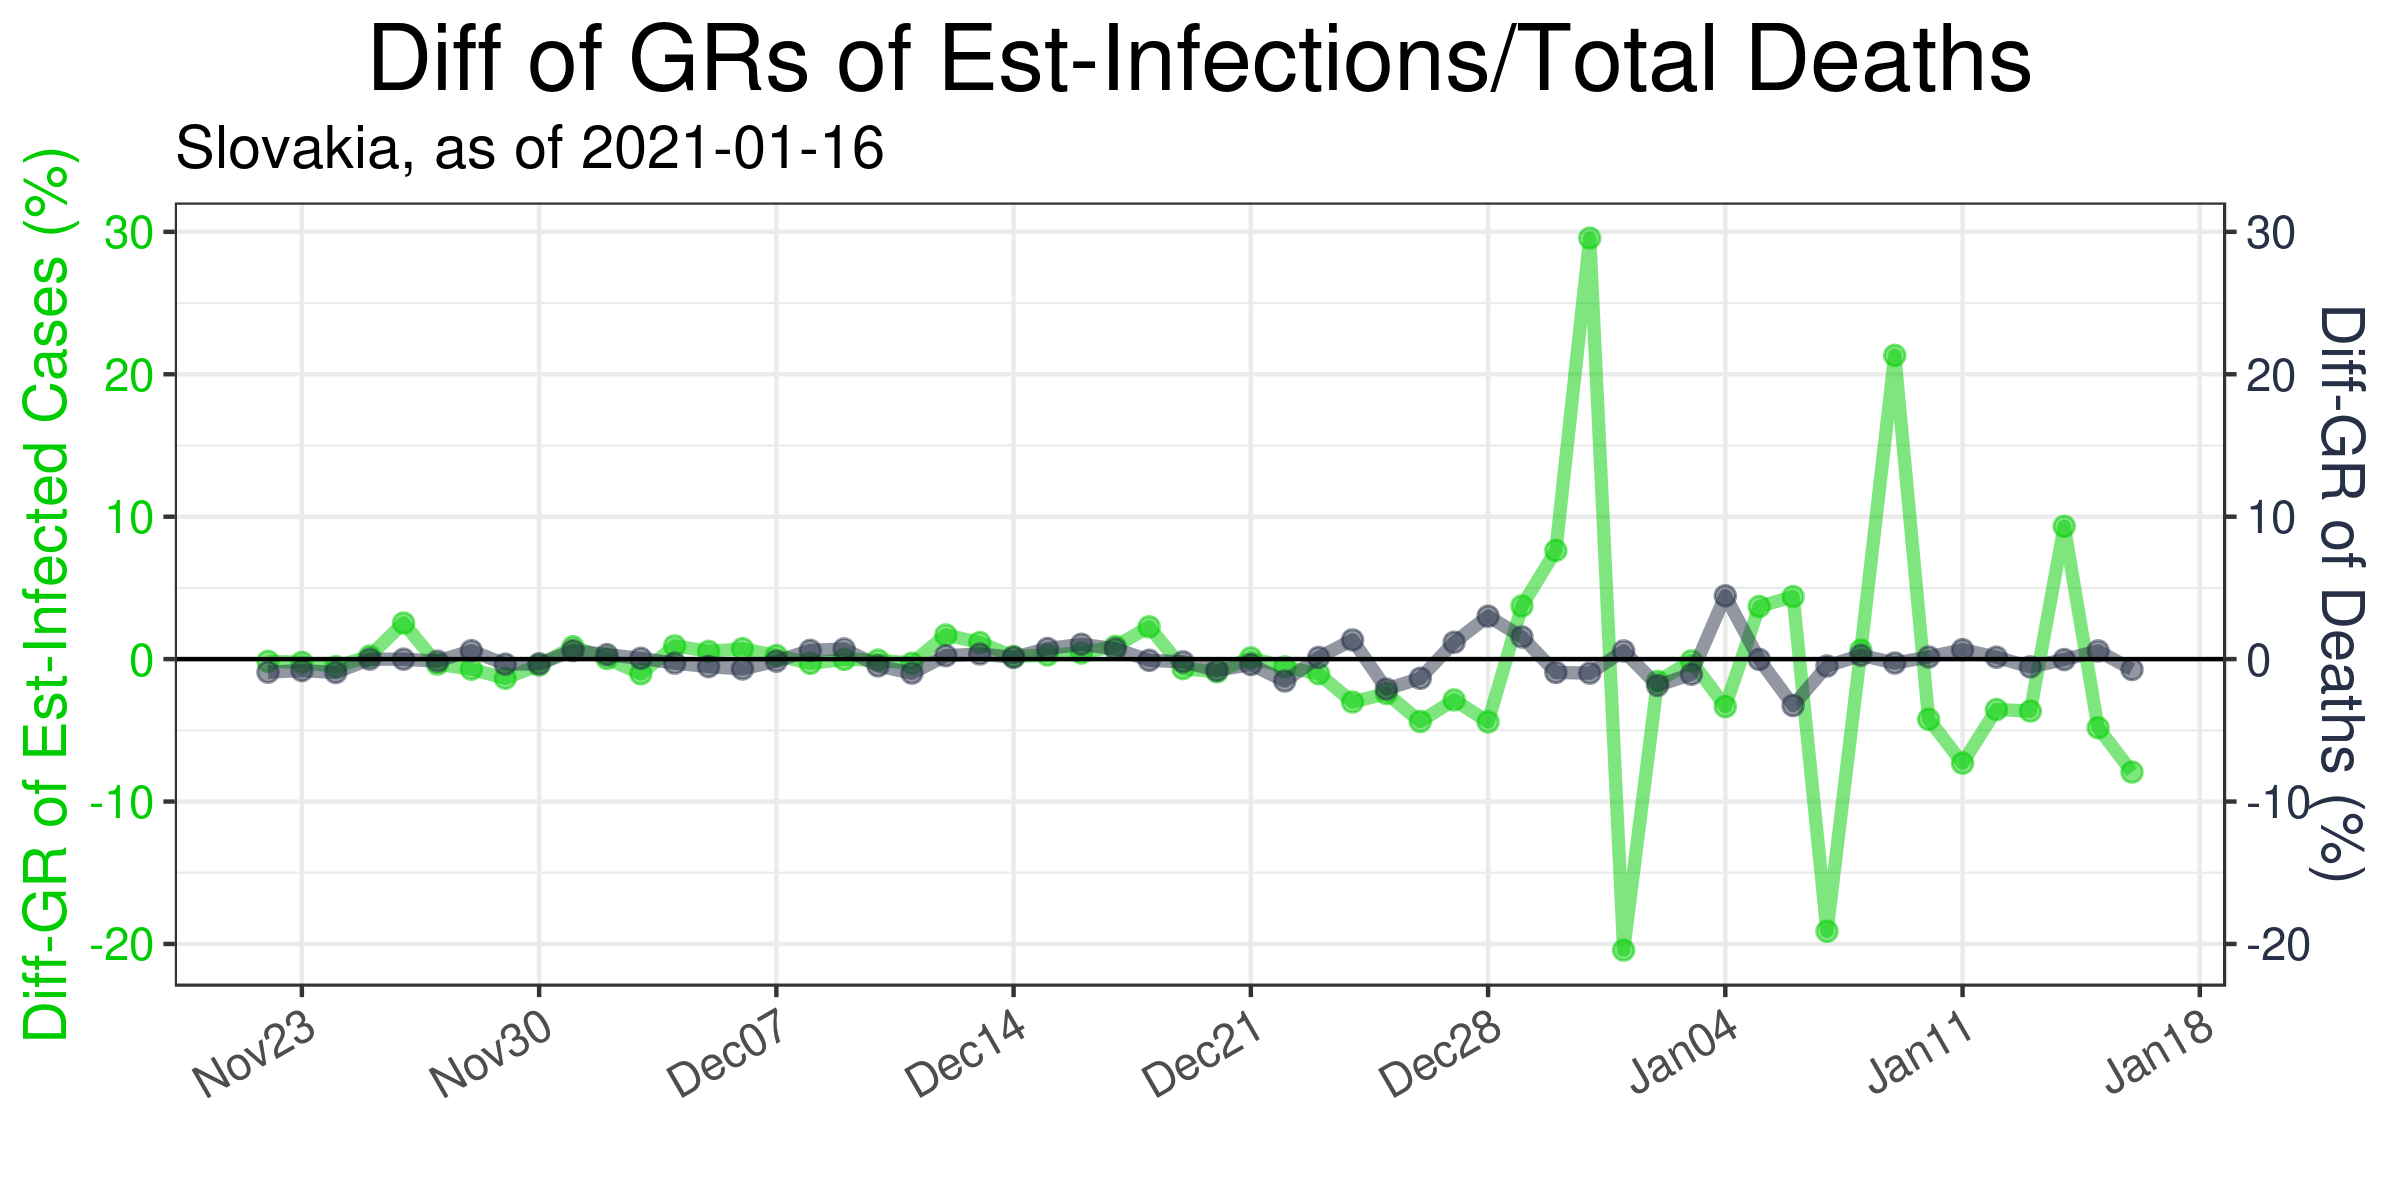 Diff of GRs of Est-Infections/Total Deaths
Slovakia, as of 2021-01-16
Diff-GR of Est-Infected Cases (%)
30
20
10
0
-10
-20
30
20
10
0
-10
-20
Diff-GR of Deaths (%)
Nov23
Nov30
Dec07
Dec14
Dec21
Dec28
Jan04
Jan11
Jan18